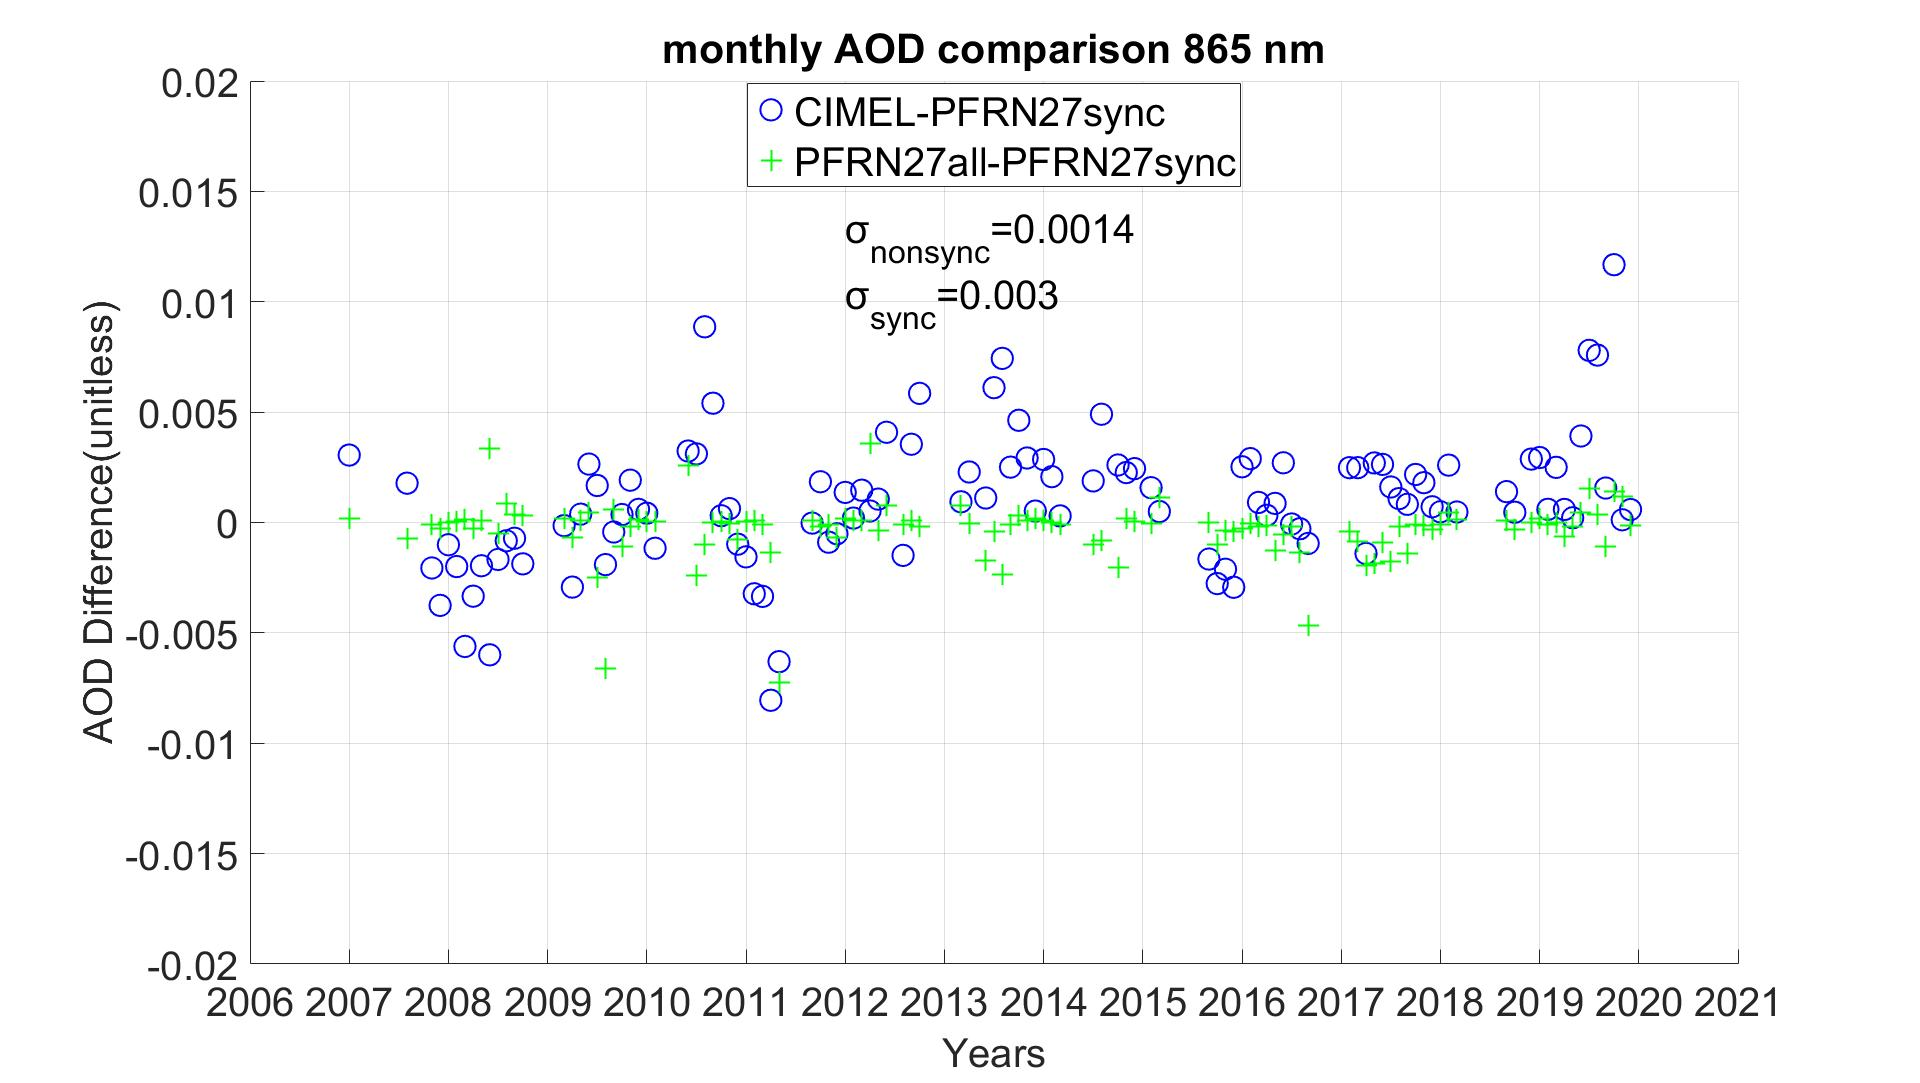 monthly AOD comparison 865 nm
CIMEL-PFRN27sync
PFRN27all-PFRN27sync
σnonsync=0.0014
σsync=0.003
AOD Difference(unitless)
0.02
0.015
0.01
0.005
0
-0.005
-0.01
-0.015
-0.02
2006 2007 2008 2009 2010 2011 2012 2013 2014 2015 2016 2017 2018 2019 2020 2021
Years